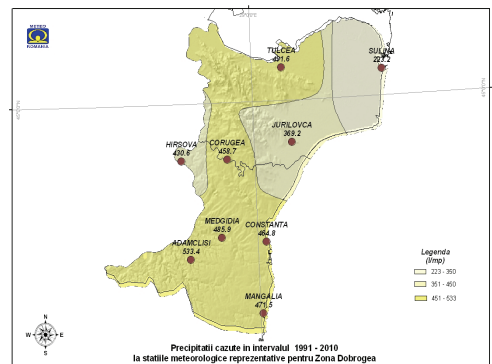 METEO
ROMANIA
TULCEA
491.6
SULINA
223.2
JURILOVCA
369.2
HIRSOVA
430.6
CORUGEA
458.7
MEDGIDIA
485.9
CONSTANTA
464.8
ADAMCLISI
533.4
MANGALIA
471.5
Legenda
(l/mp)
223 - 350
351 - 450
451 - 533
N
W
E
S
Precipitatii cazute in intervalul 1991 - 2010
la statiile meteorologice reprezentative pentru Zona Dobrogea